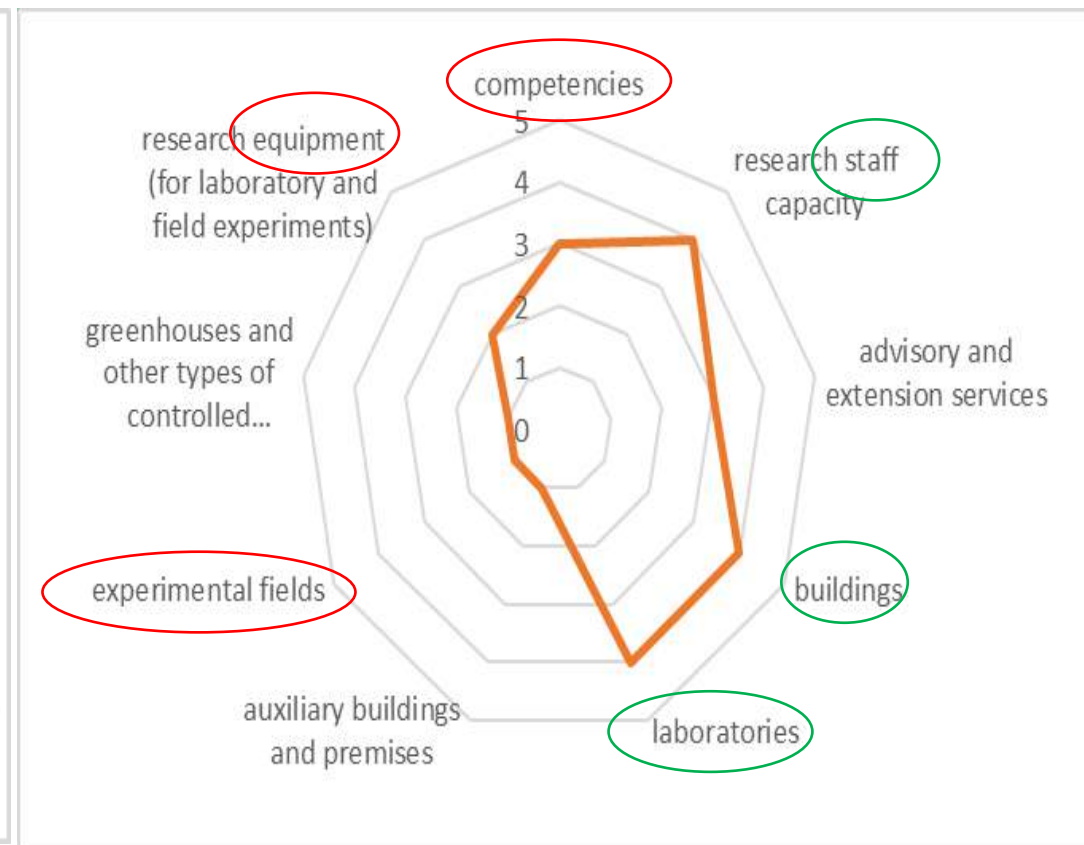 competencies
research staff
capacity
advisory and
extension services
buildings
laboratories
auxiliary buildings
and premises
experimental fields
greenhouses and
other types of
controlled...
research equipment
(for laboratory and
field experiments)
5
4
3
2
1
0